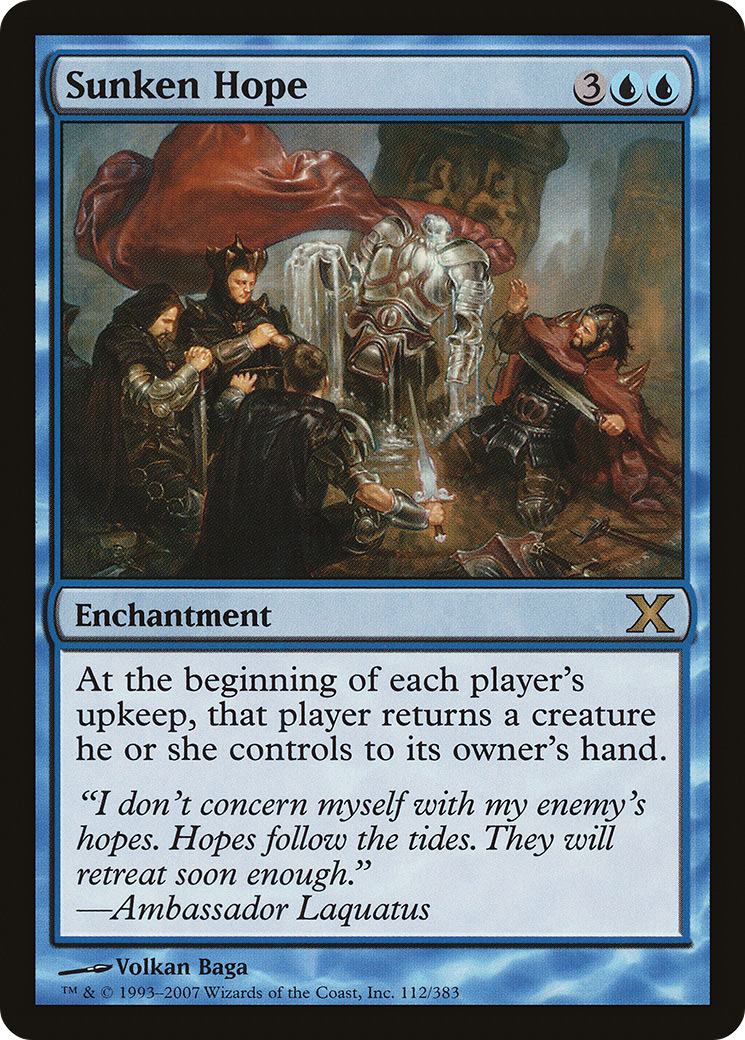 Sunken Hope 3
Enchantment X
At the beginning of each player's
upkeep, that player returns a creature
he or she controls to its owner's hand.
“I don't concern myself with my enemy's
hopes. Hopes follow the tides. They will
retreat soon enough.”
—Ambassador Laquatus
Volkan Baga
™ & © 1993–2007 Wizards of the Coast, Inc. 112/383